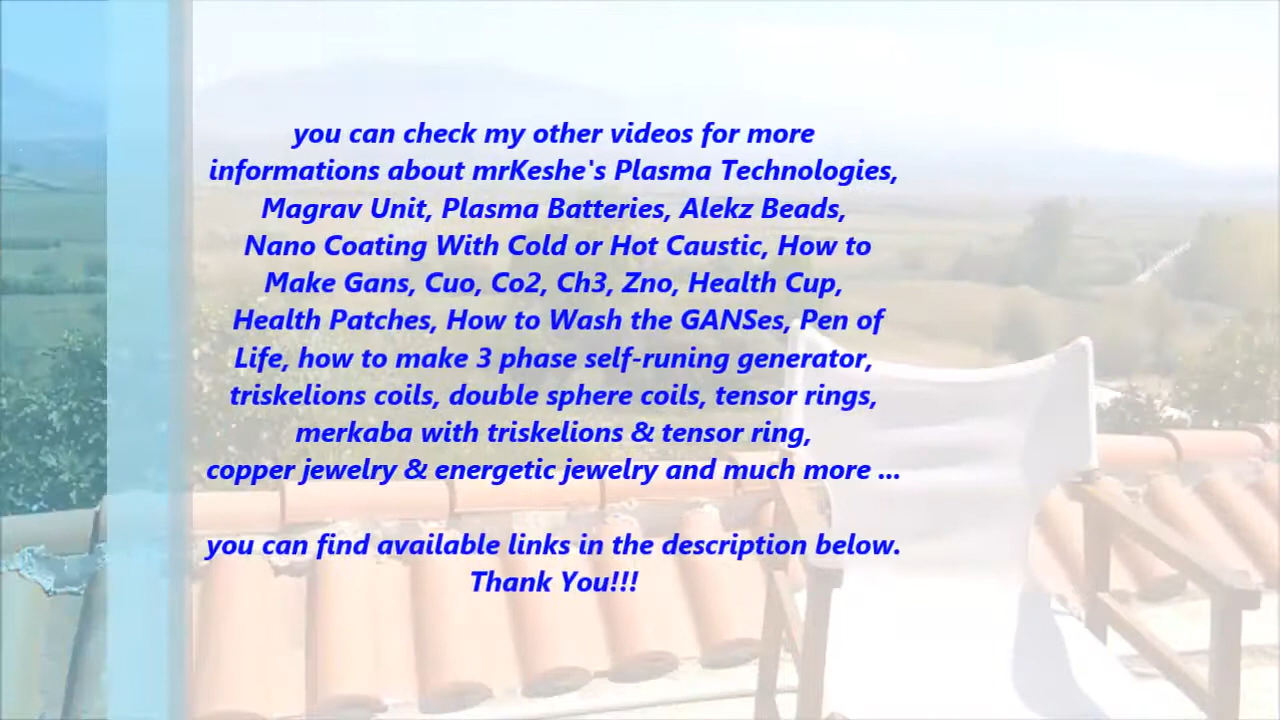 you can check my other videos for more
informations about mrKeshe's Plasma Technologies,
Magrav Unit, Plasma Batteries, Alekz Beads,
Nano Coating With Cold or Hot Caustic, How to
Make Gans, Cuo, Co2, Ch3, Zno, Health Cup,
Health Patches, How to Wash the GANSes, Pen of
Life, how to make 3 phase self-runing generator,
triskelions coils, double sphere coils, tensor rings,
merkaba with triskelions & tensor ring,
copper jewelry & energetic jewelry and much more ...
you can find available links in the description below.
Thank You!!!